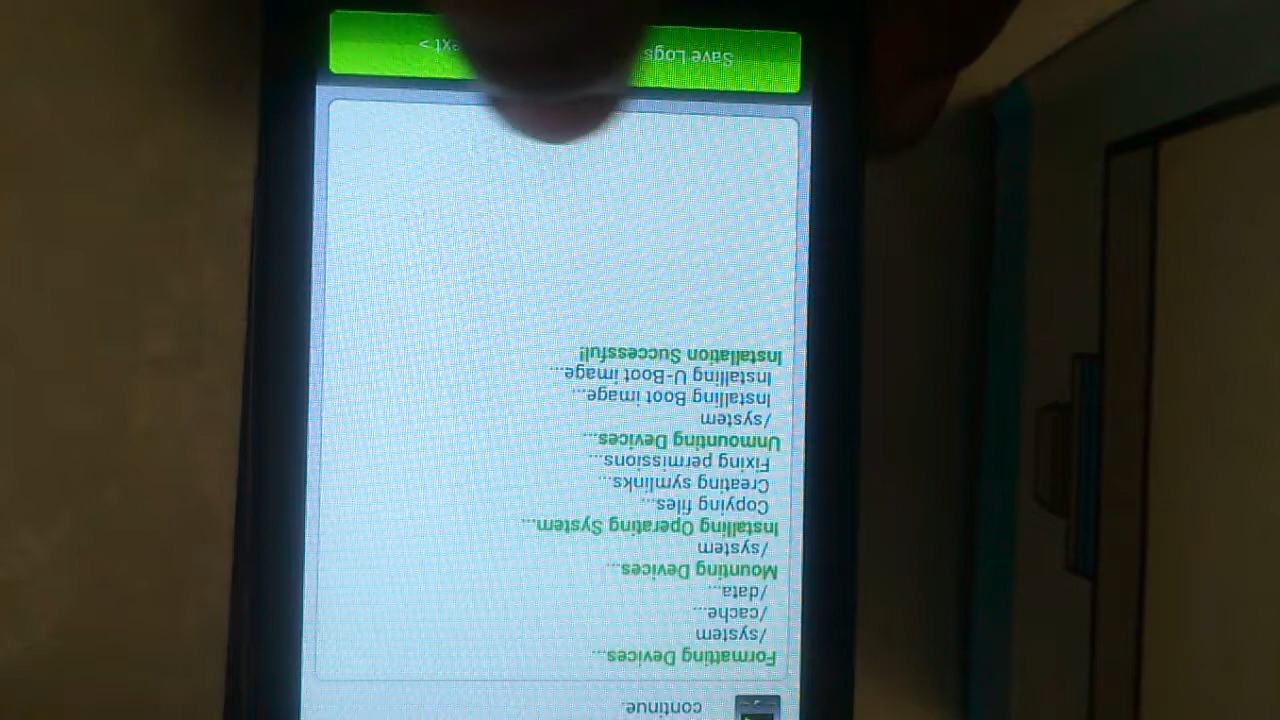 continue.
Formatting Devices...
/system
/cache...
/data...
Mounting Devices...
/system
Installing Operating System...
Copying files...
Creating symlinks...
Fixing permissions...
Unmounting Devices...
/system
Installing Boot image...
Installing U-Boot image...
Installation Successful!
Save Logs